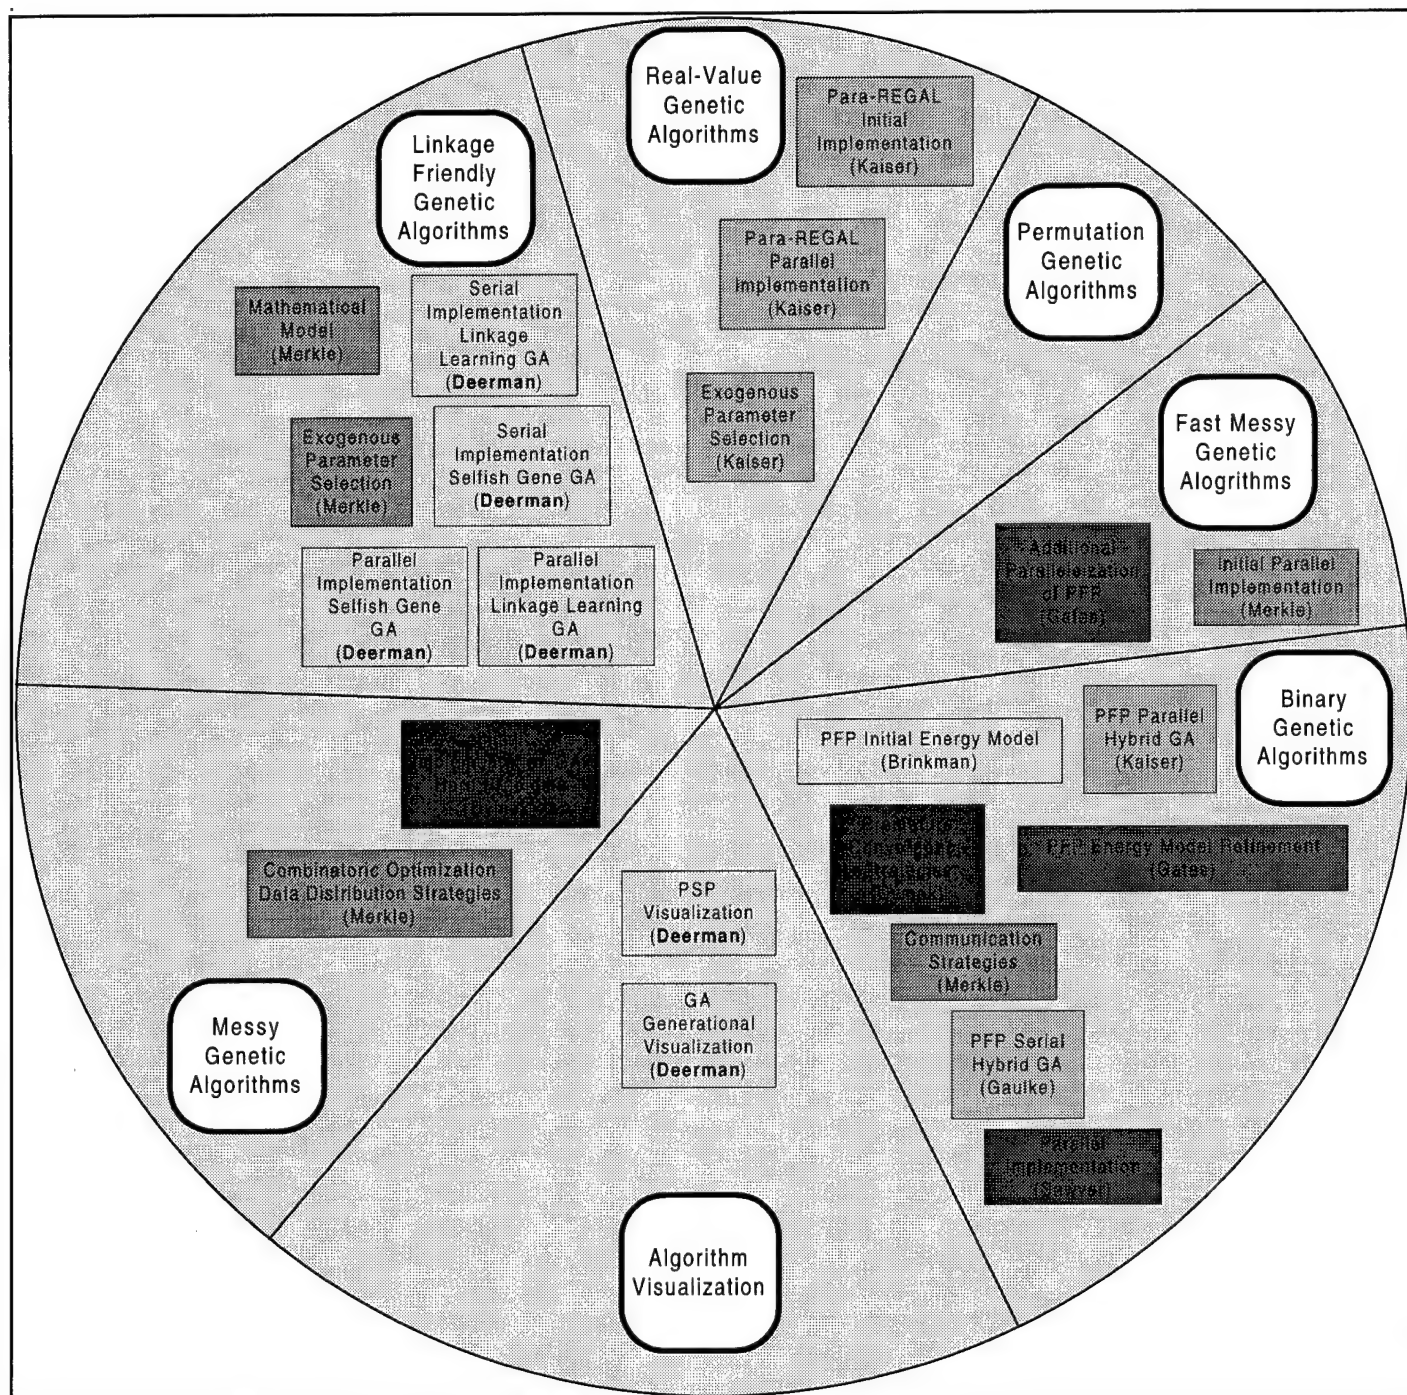 Real-Value
Genetic
Algorithms
Para-REGAL
Initial
Implementation
(Kaiser)
Para-REGAL
Parallel
Implementation
(Kaiser)
Exogenous
Parameter
Selection
(Kaiser)
Linkage
Friendly
Genetic
Algorithms
Mathematical
Model
(Merkle)
Serial
Implementation
Linkage
Learning GA
(Deerman)
Exogenous
Parameter
Selection
(Merkle)
Serial
Implementation
Selfish Gene GA
(Deerman)
Parallel
Implementation
Selfish Gene
GA
(Deerman)
Parallel
Implementation
Linkage Learning
GA
(Deerman)
Permutation
Genetic
Algorithms
Fast Messy
Genetic
Alogrithms
Additional
of PFP
(Gates)
Initial Parallel
Implementation
(Merkle)
Binary
Genetic
Algorithms
PFP Initial Energy Model
(Brinkman)
PFP Parallel
Hybrid GA
(Kaiser)
PFP Energy Model Refinement
(Gates)
Communication
Strategies
(Merkle)
PFP Serial
Hybrid GA
(Gaulke)
Parallel
Implementation
(Sawyer)
Combinatoric Optimization
Data Distribution Strategies
(Merkle)
Messy
Genetic
Algorithms
PSP
Visualization
(Deerman)
GA
Generational
Visualization
(Deerman)
Algorithm
Visualization